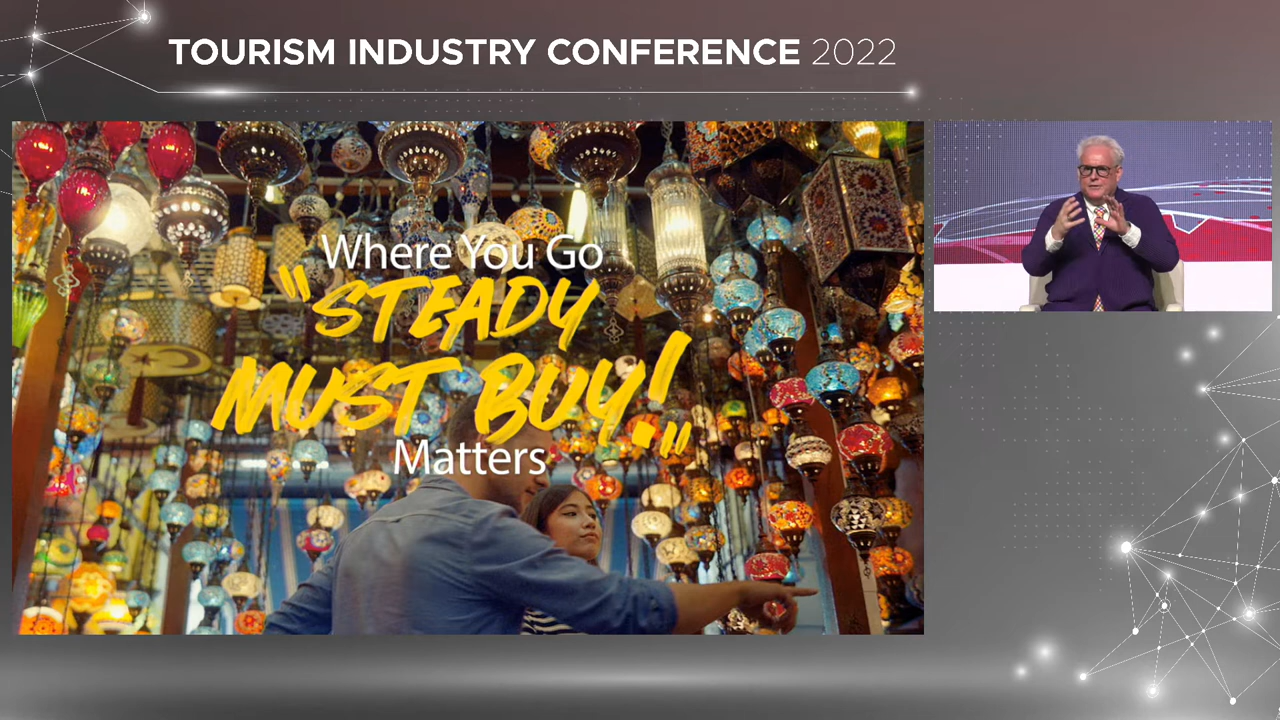 TOURISM INDUSTRY CONFERENCE 2022
Where You Go
"STEADY
MUST BUY!"
Matters